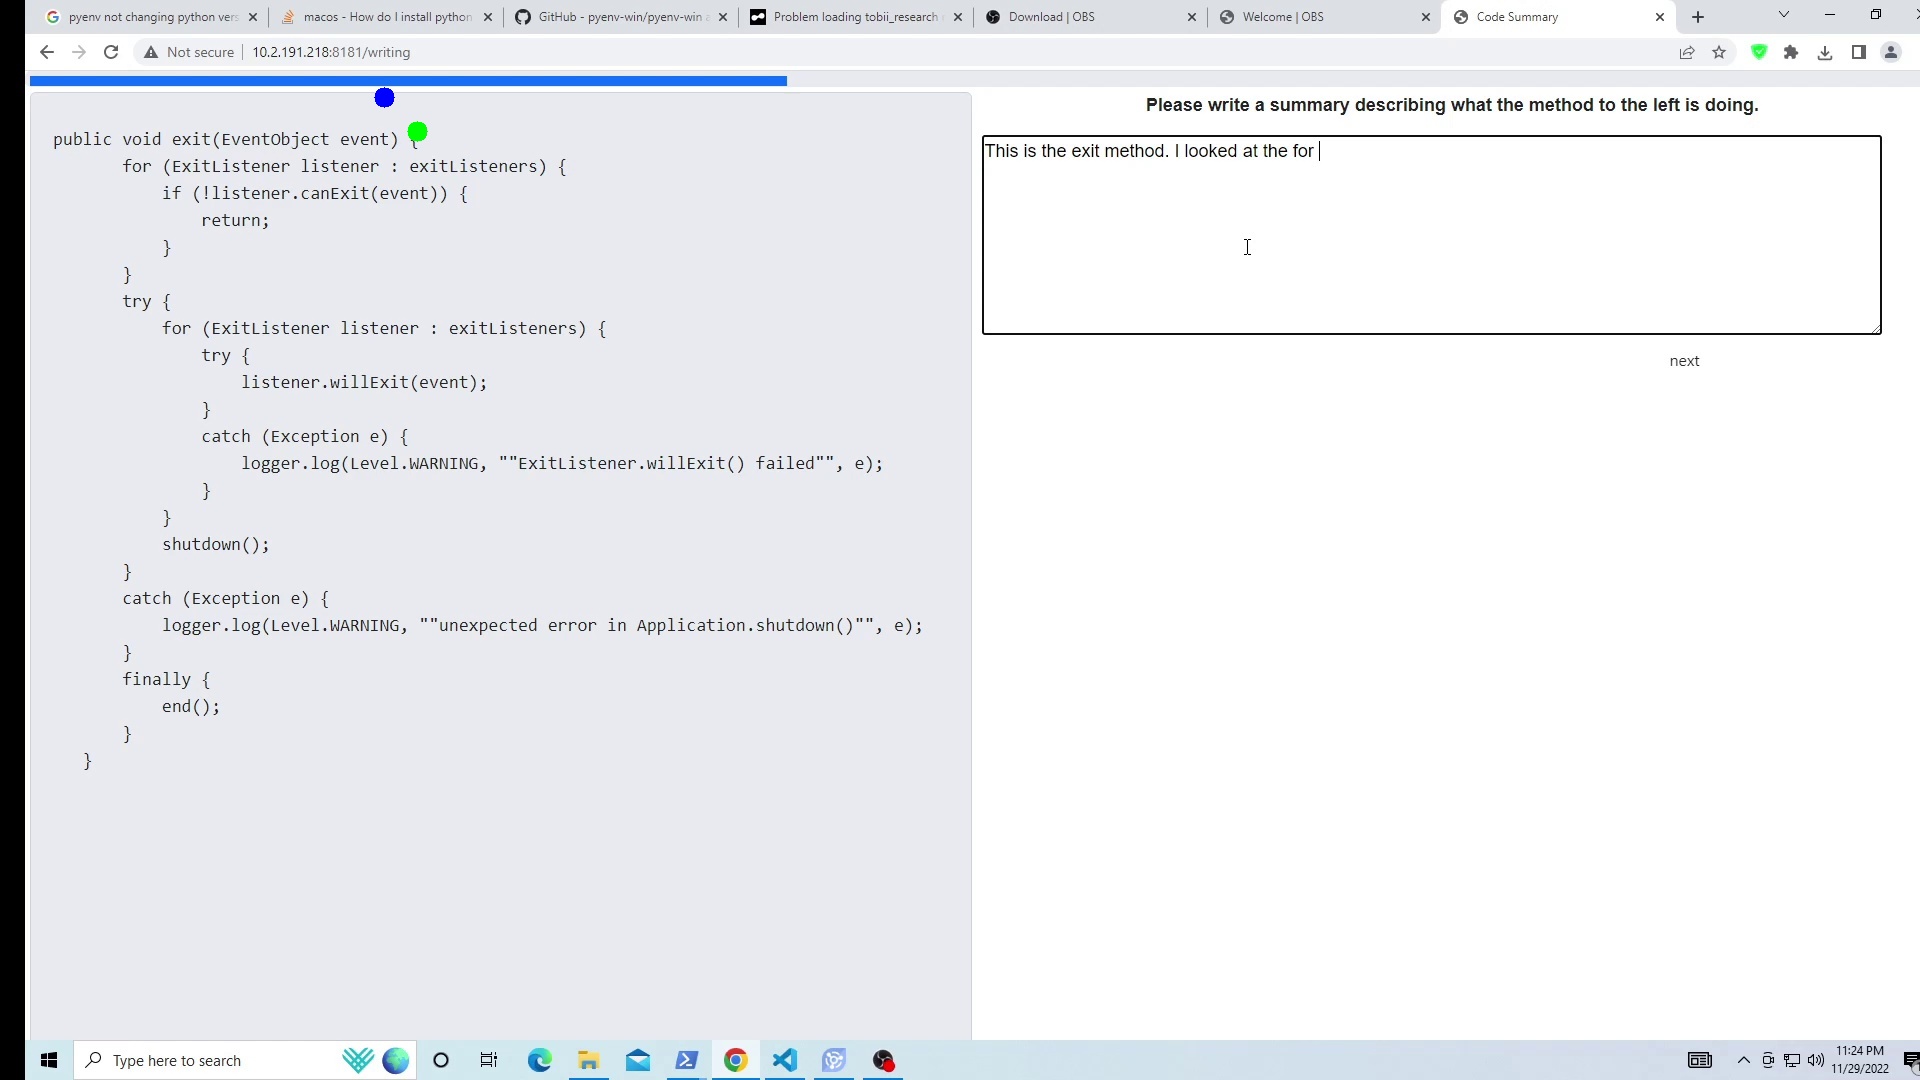 pyenv not changing python vers
macos - How do I install python
GitHub - pyenv-win/pyenv-win
Problem loading tobii_research
Download | OBS
Welcome | OBS
Code Summary
Not secure 10.2.191.218:8181/writing
public void exit(EventObject event) {
for (ExitListener listener : exitListeners) {
if (!listener.canExit(event)) {
return;
}
}
try {
for (ExitListener listener : exitListeners) {
try {
listener.willExit(event);
}
catch (Exception e) {
logger.log(Level.WARNING, ""ExitListener.willExit() failed"", e);
}
}
shutdown();
}
catch (Exception e) {
logger.log(Level.WARNING, ""unexpected error in Application.shutdown()"", e);
}
finally {
end();
}
}
Please write a summary describing what the method to the left is doing.
This is the exit method. I looked at the for
next
Type here to search
11:24 PM
11/29/2022